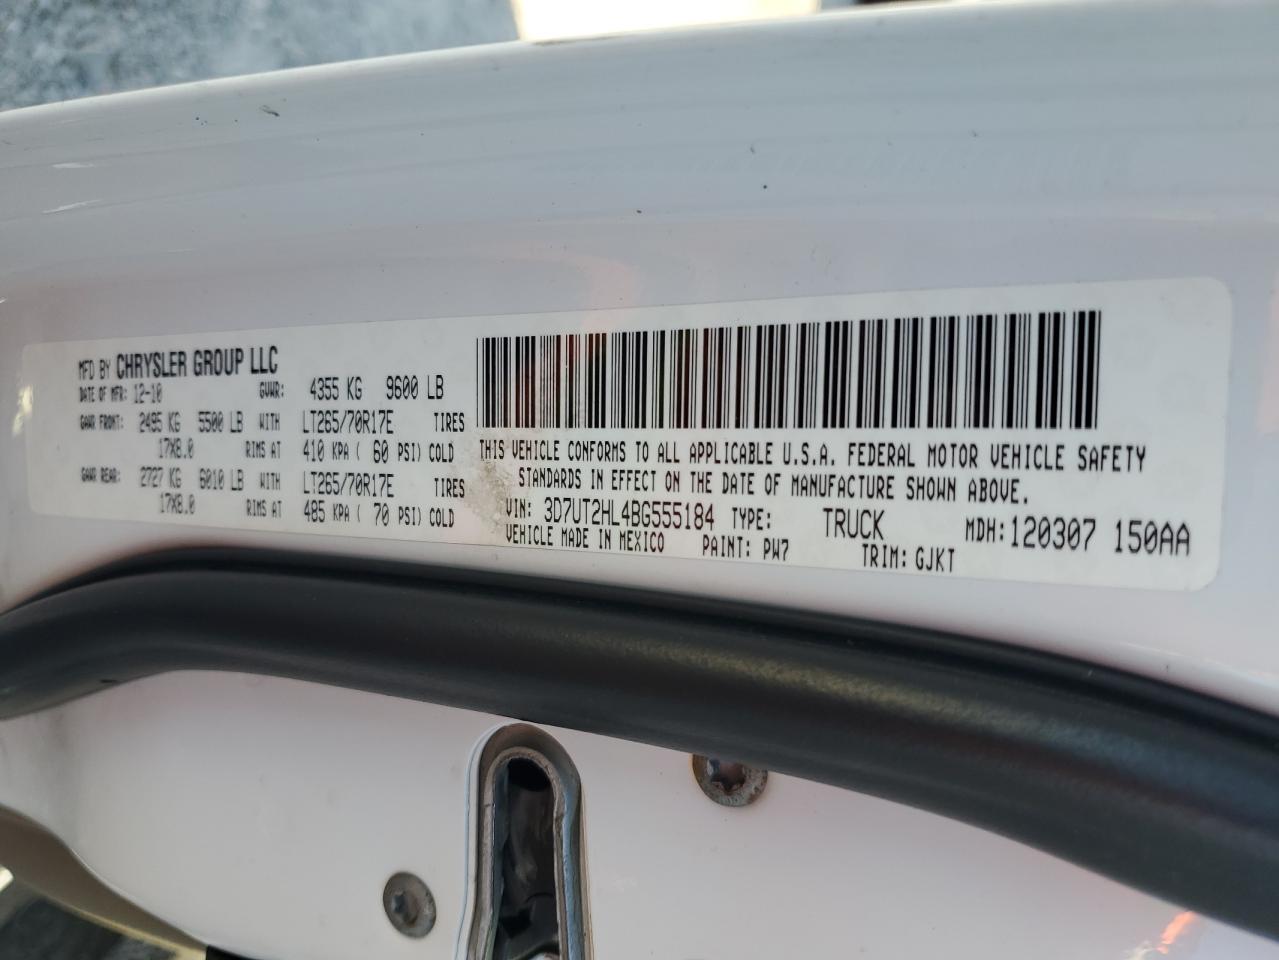 MFD BY CHRYSLER GROUP LLC
DATE OF MFR: 12-10 GVWR: 4355 KG 9600 LB
GAWR FRONT: 2495 KG 5500 LB WITH LT265/70R17E TIRES
17X8.0 RIMS AT 410 KPA ( 60 PSI) COLD
GAWR REAR: 2727 KG 6010 LB WITH LT265/70R17E TIRES
17X8.0 RIMS AT 485 KPA ( 70 PSI) COLD
THIS VEHICLE CONFORMS TO ALL APPLICABLE U.S.A. FEDERAL MOTOR VEHICLE SAFETY
STANDARDS IN EFFECT ON THE DATE OF MANUFACTURE SHOWN ABOVE.
VIN: 3D7UT2HL4BG555184 TYPE: TRUCK MDH: 120307 150AA
VEHICLE MADE IN MEXICO PAINT: PW7 TRIM: GJKT